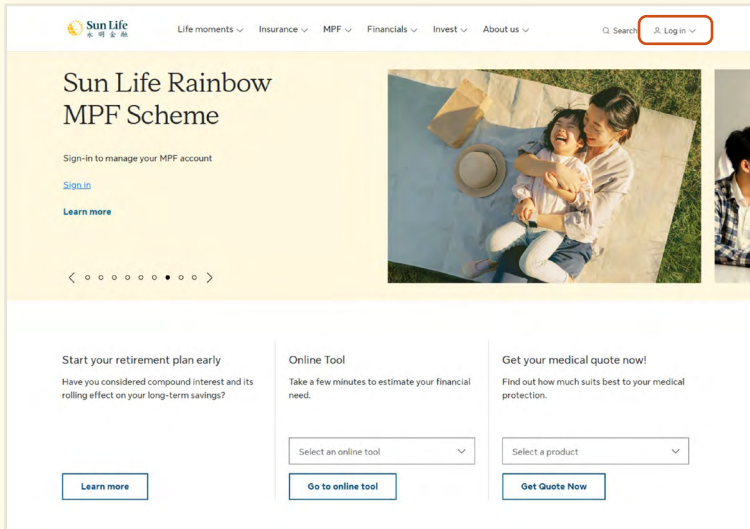 Sun Life
永明金融
Life moments
Insurance
MPF
Financials
Invest
About us
Search
Log in
Sun Life Rainbow
MPF Scheme
Sign-in to manage your MPF account
Sign in
Learn more
Start your retirement plan early
Have you considered compound interest and its
rolling effect on your long-term savings?
Learn more
Online Tool
Take a few minutes to estimate your financial
need.
Select an online tool
Go to online tool
Get your medical quote now!
Find out how much suits best to your medical
protection.
Select a product
Get Quote Now